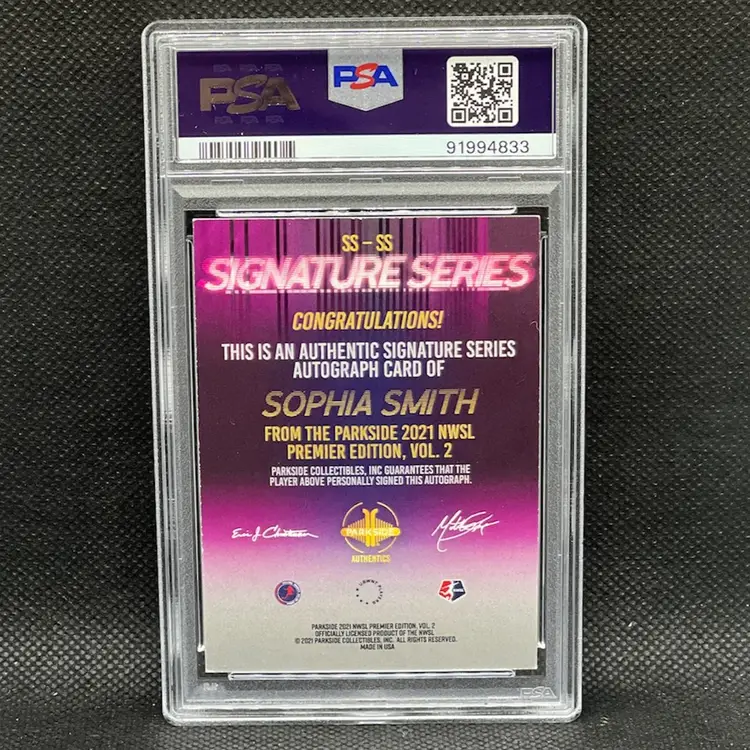 PSA
PSA
91994833
SS – SS
SIGNATURE SERIES
CONGRATULATIONS!
THIS IS AN AUTHENTIC SIGNATURE SERIES
AUTOGRAPH CARD OF
SOPHIA SMITH
FROM THE PARKSIDE 2021 NWSL
PREMIER EDITION, VOL. 2
PARKSIDE COLLECTIBLES, INC GUARANTEES THAT THE
PLAYER ABOVE PERSONALLY SIGNED THIS AUTOGRAPH.
PARKSIDE
AUTHENTICS
PARKSIDE 2021 NWSL PREMIER EDITION, VOL. 2
OFFICIALLY LICENSED PRODUCT OF THE NWSL
© 2021 PARKSIDE COLLECTIBLES, INC. ALL RIGHTS RESERVED.
MADE IN USA
PSA